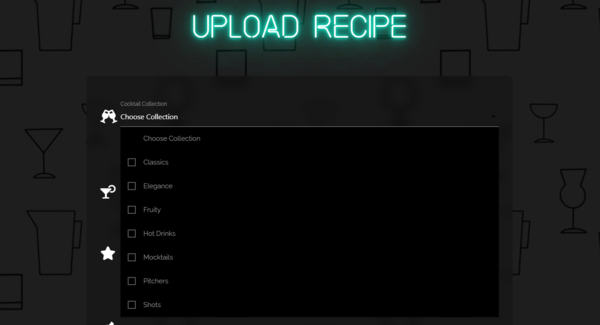 UPLOAD RECIPE
Cocktail Collection
Choose Collection
Choose Collection
Classics
Elegance
Fruity
Hot Drinks
Mocktails
Pitchers
Shots